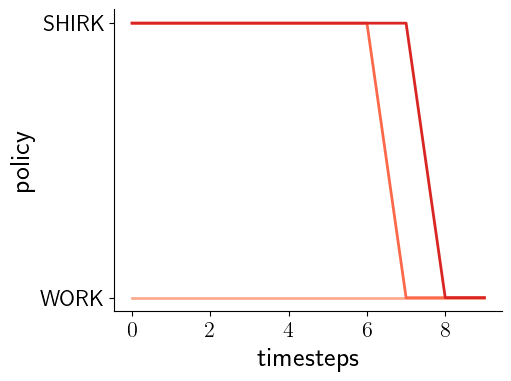 SHIRK
policy
WORK
0 2 4 6 8
timesteps